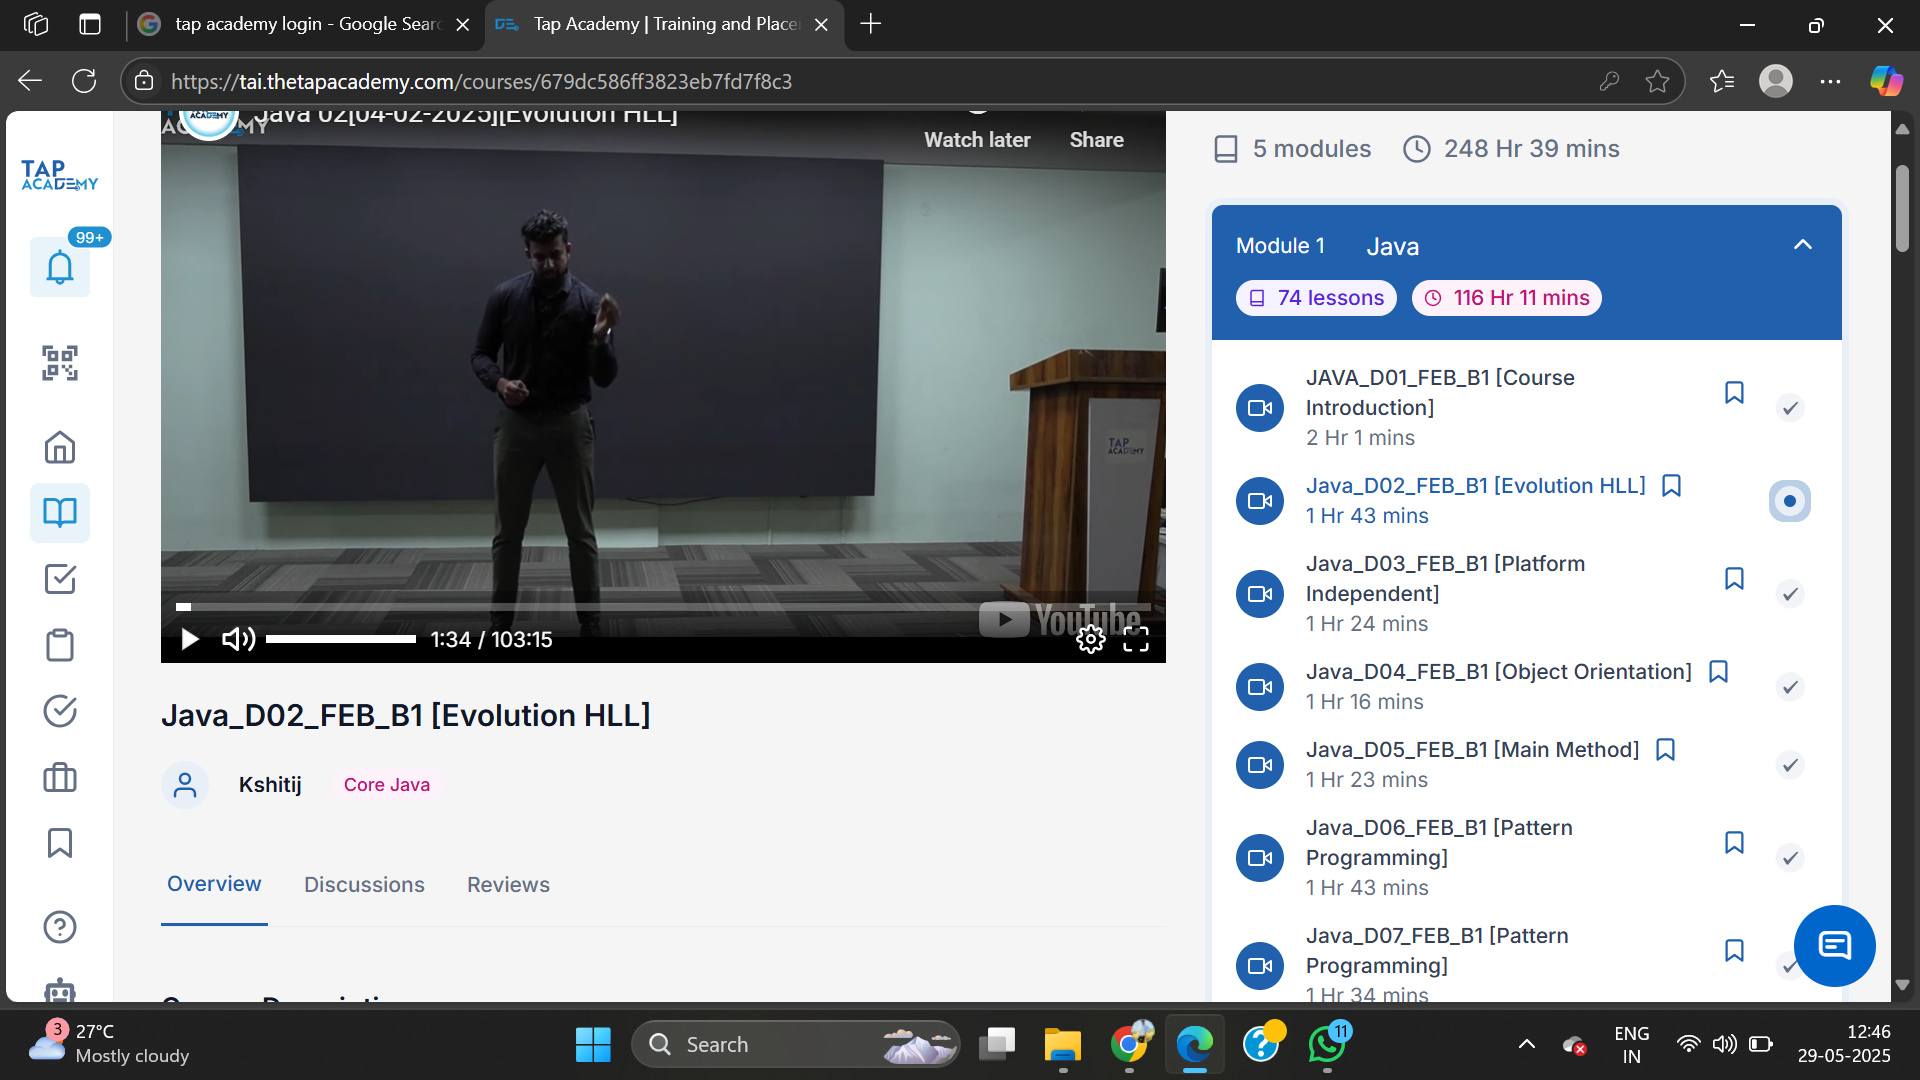 tap academy login - Google Sear
Tap Academy | Training and Place
https://tai.thetapacademy.com/courses/679dc586ff3823eb7fd7f8c3
TAP
ACADEMY
99+
ACADEMY
Java 02[04-02-2025][Evolution HLL]
Watch later
Share
TAP
ACADEMY
YouTube
1:34 / 103:15
Java_D02_FEB_B1 [Evolution HLL]
Kshitij
Core Java
Overview
Discussions
Reviews
5 modules
248 Hr 39 mins
Module 1
Java
74 lessons
116 Hr 11 mins
JAVA_D01_FEB_B1 [Course
Introduction]
2 Hr 1 mins
Java_D02_FEB_B1 [Evolution HLL]
1 Hr 43 mins
Java_D03_FEB_B1 [Platform
Independent]
1 Hr 24 mins
Java_D04_FEB_B1 [Object Orientation]
1 Hr 16 mins
Java_D05_FEB_B1 [Main Method]
1 Hr 23 mins
Java_D06_FEB_B1 [Pattern
Programming]
1 Hr 43 mins
Java_D07_FEB_B1 [Pattern
Programming]
1 Hr 34 mins
3
27°C
Mostly cloudy
Search
11
ENG
IN
12:46
29-05-2025